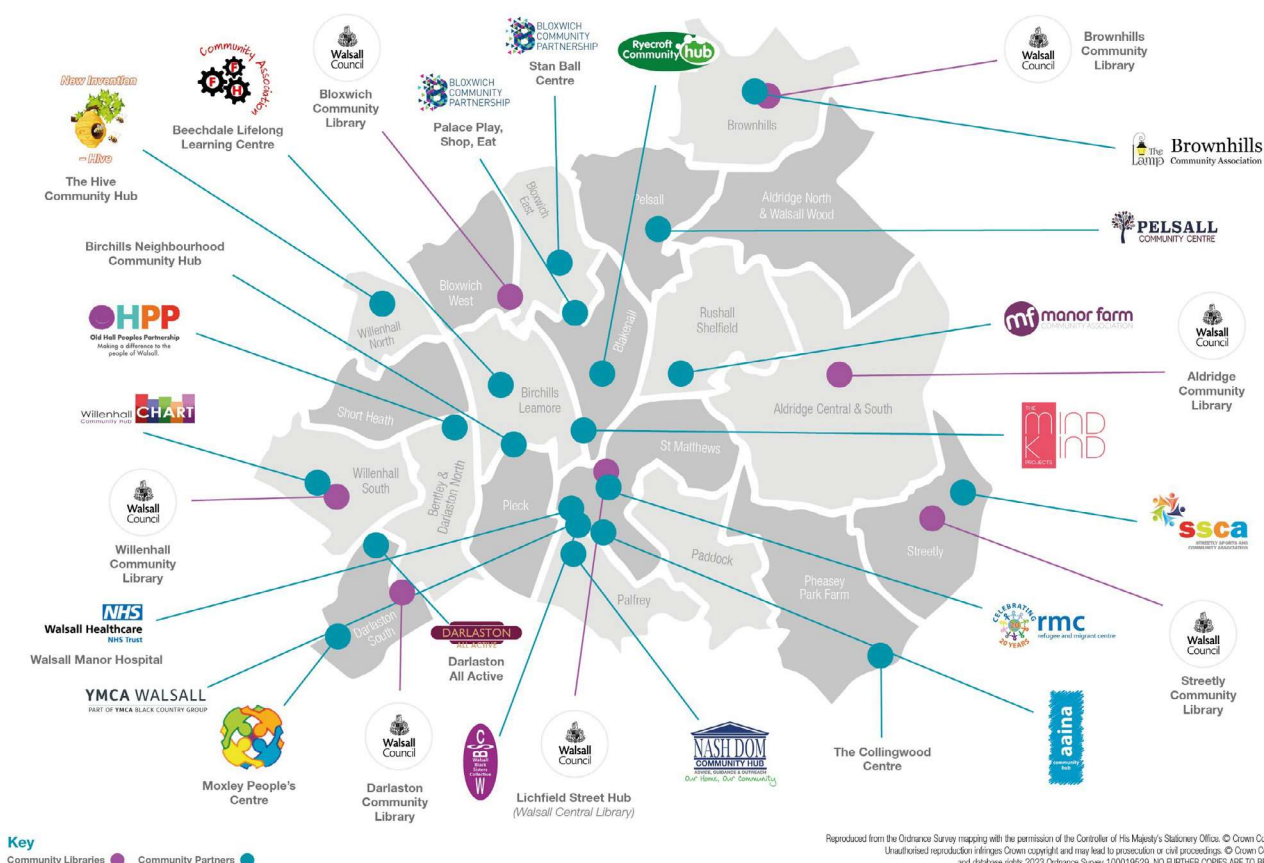 New Invention
Hive
The Hive
Community Hub
Community Association
F
F
H
Beechdale Lifelong
Learning Centre
Walsall
Council
Bloxwich
Community
Library
BLOXWICH
COMMUNITY
PARTNERSHIP
Palace Play,
Shop, Eat
BLOXWICH
COMMUNITY
PARTNERSHIP
Stan Ball
Centre
Ryecroft
Community hub
Walsall
Council
Brownhills
Community
Library
The
Lamp
Brownhills
Community Association
PELSALL
COMMUNITY CENTRE
mf manor farm
COMMUNITY ASSOCIATION
Walsall
Council
Aldridge
Community
Library
THE
MIND
KIND
PROJECTS
ssca
STREETLY SPORTS AND
COMMUNITY ASSOCIATION
Walsall
Council
Streetly
Community
Library
CELEBRATING
20 YEARS
rmc
refugee and migrant centre
aaina
community
hub
The Collingwood
Centre
NASH DOM
COMMUNITY HUB
ADVICE, GUIDANCE & OUTREACH
Our Home, Our Community
Walsall
Council
Lichfield Street Hub
(Walsall Central Library)
Walsall
Black
Sisters
Collective
Walsall
Council
Darlaston
Community
Library
DARLASTON
ALL ACTIVE
Darlaston
All Active
Moxley People's
Centre
YMCA WALSALL
PART OF YMCA BLACK COUNTRY GROUP
NHS
Walsall Healthcare
NHS Trust
Walsall Manor Hospital
Walsall
Council
Willenhall
Community
Library
Willenhall
Community Hub
CHART
OHPP
Old Hall Peoples Partnership
Making a difference to the
people of Walsall.
Birchills Neighbourhood
Community Hub
Brownhills
Pelsall
Aldridge North
& Walsall Wood
Bloxwich
East
Bloxwich
West
Willenhall
North
Rushall
Shelfield
Blakenall
Birchills
Leamore
Short Heath
Aldridge Central & South
St Matthews
Willenhall
South
Bentley &
Darlaston North
Pleck
Paddock
Palfrey
Pheasey
Park Farm
Streetly
Darlaston
South
Key
Community Libraries
Community Partners
Reproduced from the Ordnance Survey mapping with the permission of the Controller of His Majesty's Stationery Office. © Crown Co
Unauthorised reproduction infringes Crown copyright and may lead to prosecution or civil proceedings. © Crown Co
and database rights 2023 Ordnance Survey 100019529. NO FURTHER COPIES ARE TO B